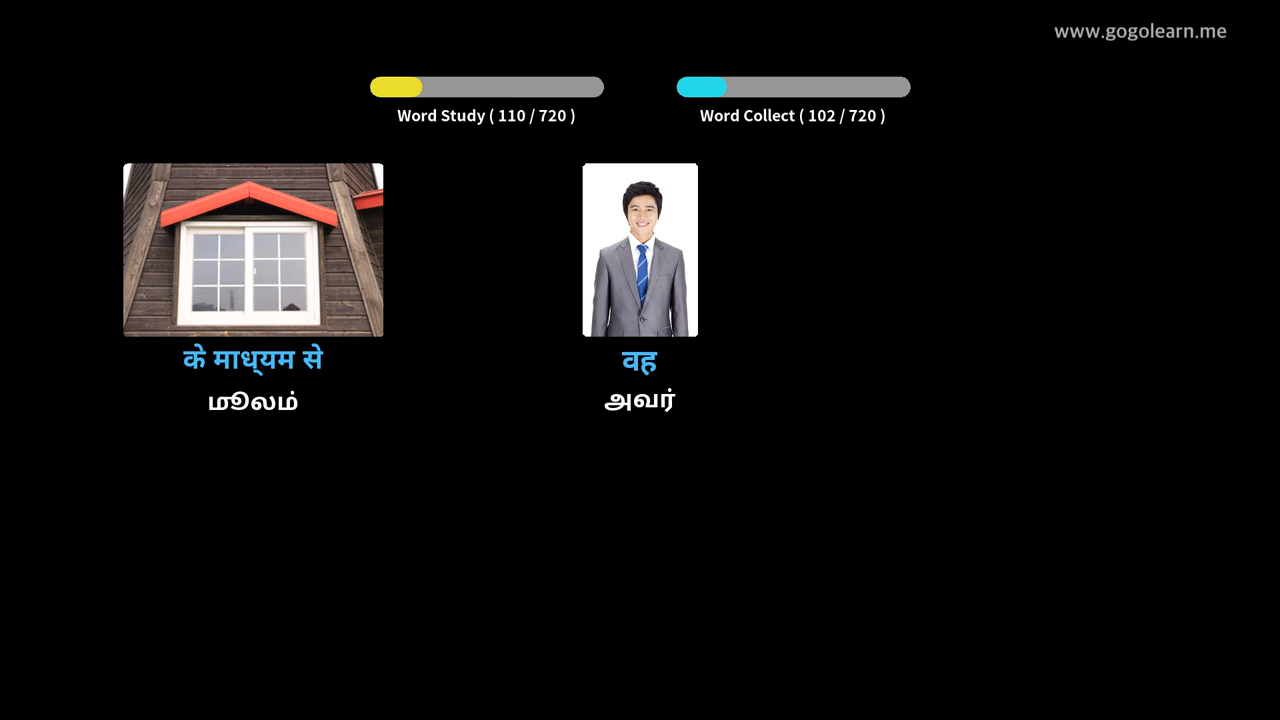 www.gogolearn.me
Word Study ( 110 / 720 )
Word Collect ( 102 / 720 )
के माध्यम से
மூலம்
वह
அவர்